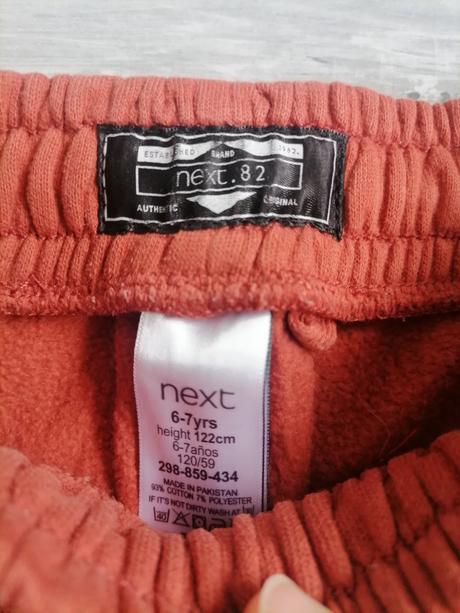 ESTABLISHED BRAND 1982.
next.82
AUTHENTIC ORIGINAL
next
6-7yrs
height 122cm
6-7años
120/59
298-859-434
MADE IN PAKISTAN
93% COTTON 7% POLYESTER
IF IT'S NOT DIRTY WASH AT
40